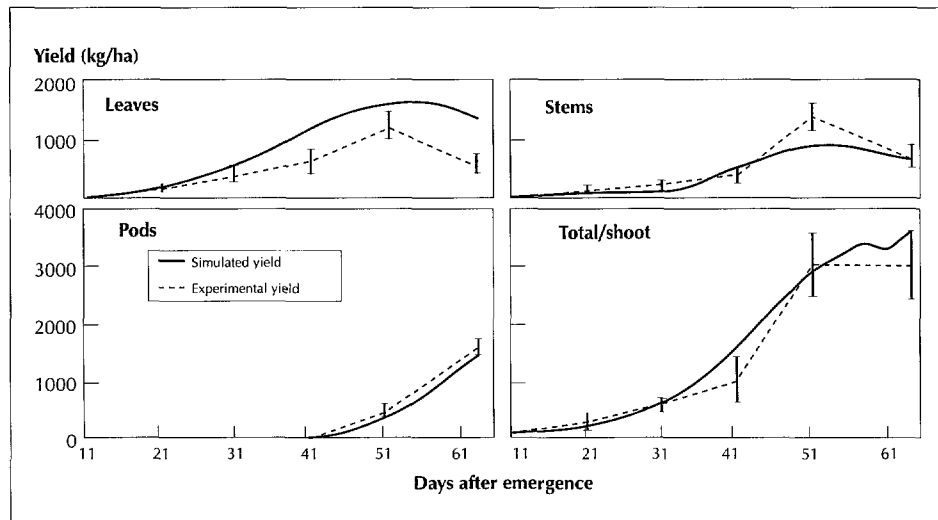 Yield (kg/ha)
2000
Leaves
Stems
1000
4000
Pods
Total/shoot
Simulated yield
Experimental yield
3000
2000
1000
0
11 21 31 41 51 61 11 21 31 41 51 61
Days after emergence